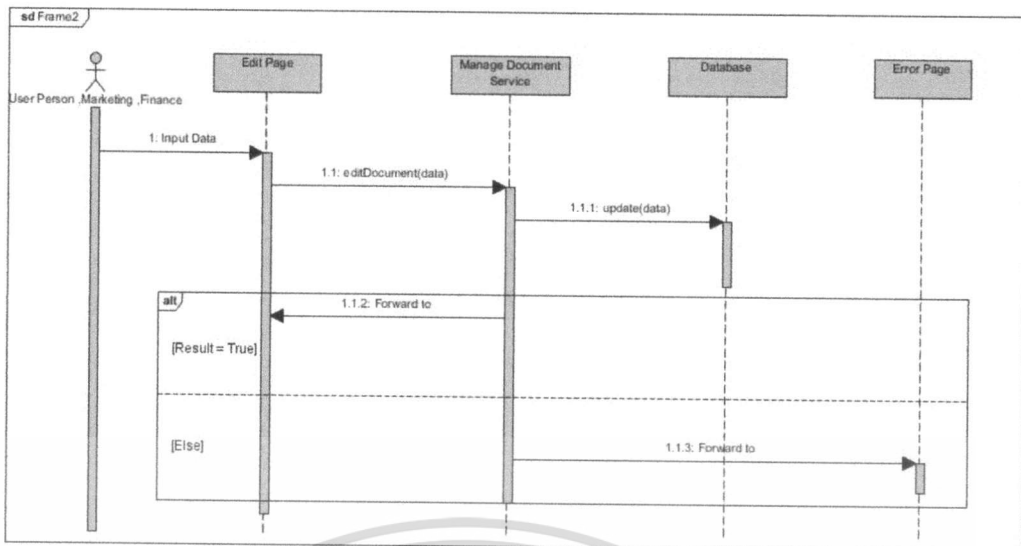 sd Frame2
Edit Page
Manage Document
Service
Database
Error Page
User Person ,Marketing ,Finance
1: Input Data
1.1: editDocument(data)
1.1.1: update(data)
alt
1.1.2: Forward to
[Result = True]
[Else]
1.1.3: Forward to